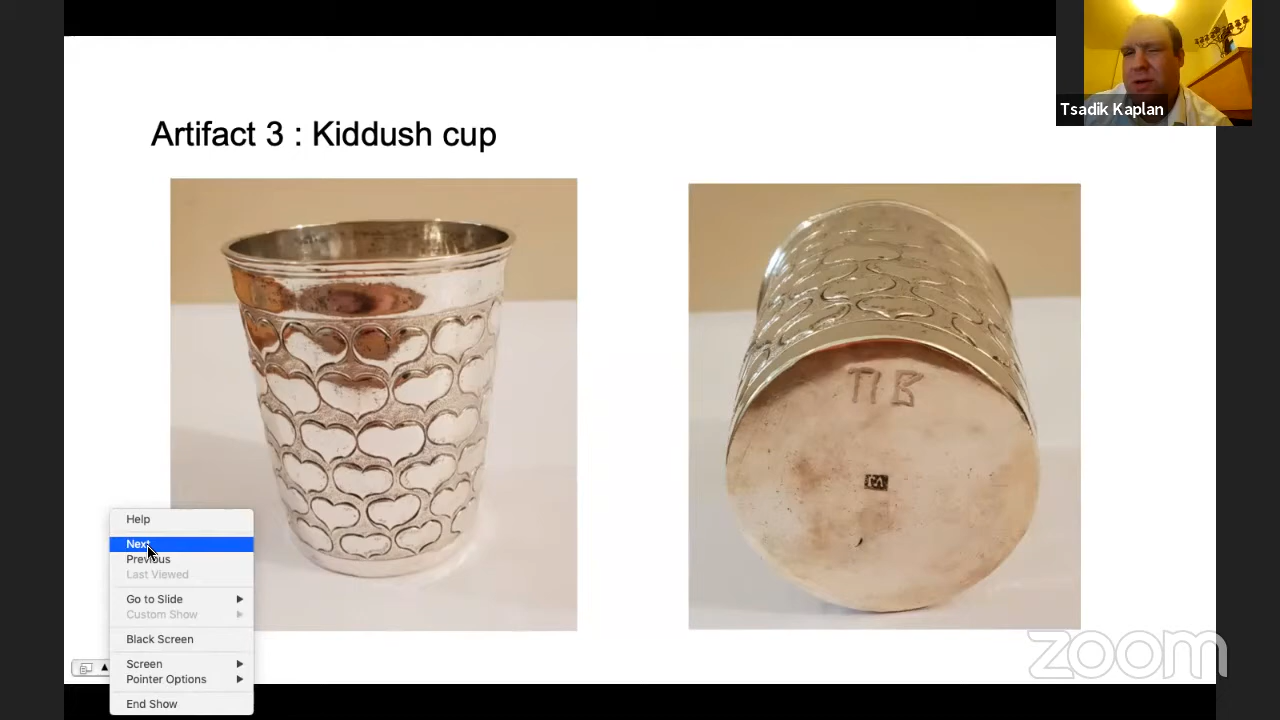 Tsadik Kaplan
Artifact 3 : Kiddush cup
П В
Help
Next
Previous
Last Viewed
Go to Slide
Custom Show
Black Screen
Screen
Pointer Options
End Show
zoom